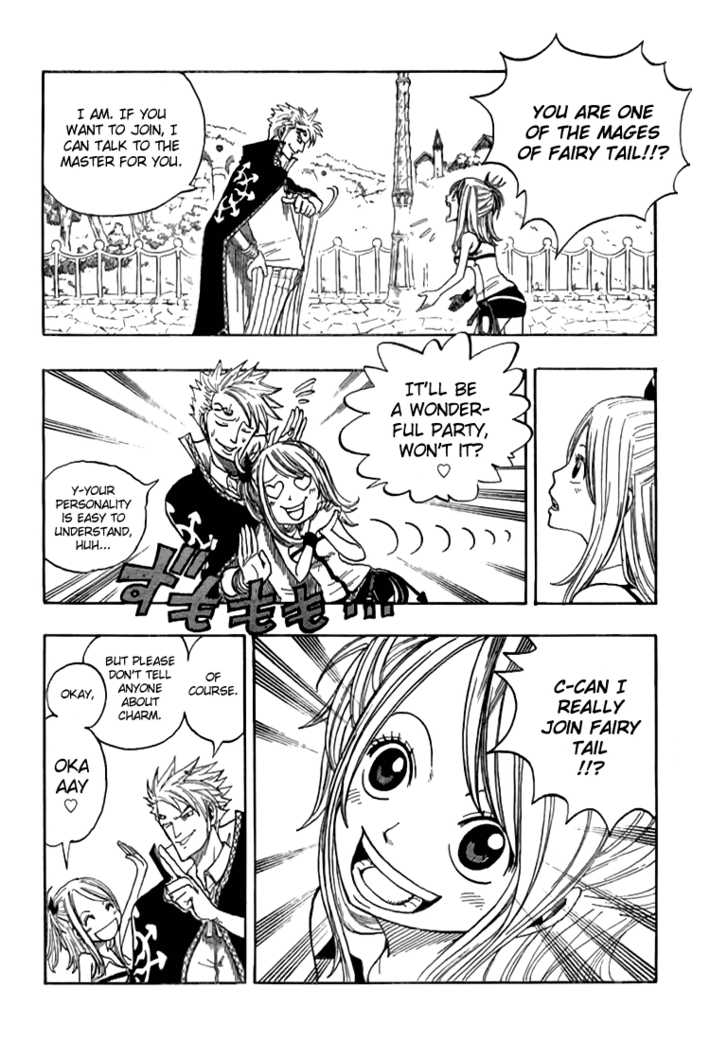 YOU ARE ONE
OF THE MAGES
OF FAIRY TAIL!!?
I AM. IF YOU
WANT TO JOIN, I
CAN TALK TO THE
MASTER FOR YOU.
IT'LL BE
A WONDER-
FUL PARTY,
WON'T IT?
♡
Y-YOUR
PERSONALITY
IS EASY TO
UNDERSTAND,
HUH...
ずももも...
C-CAN I
REALLY
JOIN FAIRY
TAIL
!!?
OF
COURSE.
BUT PLEASE
DON'T TELL
ANYONE
ABOUT
CHARM.
OKAY,
OKA
AAY
♡